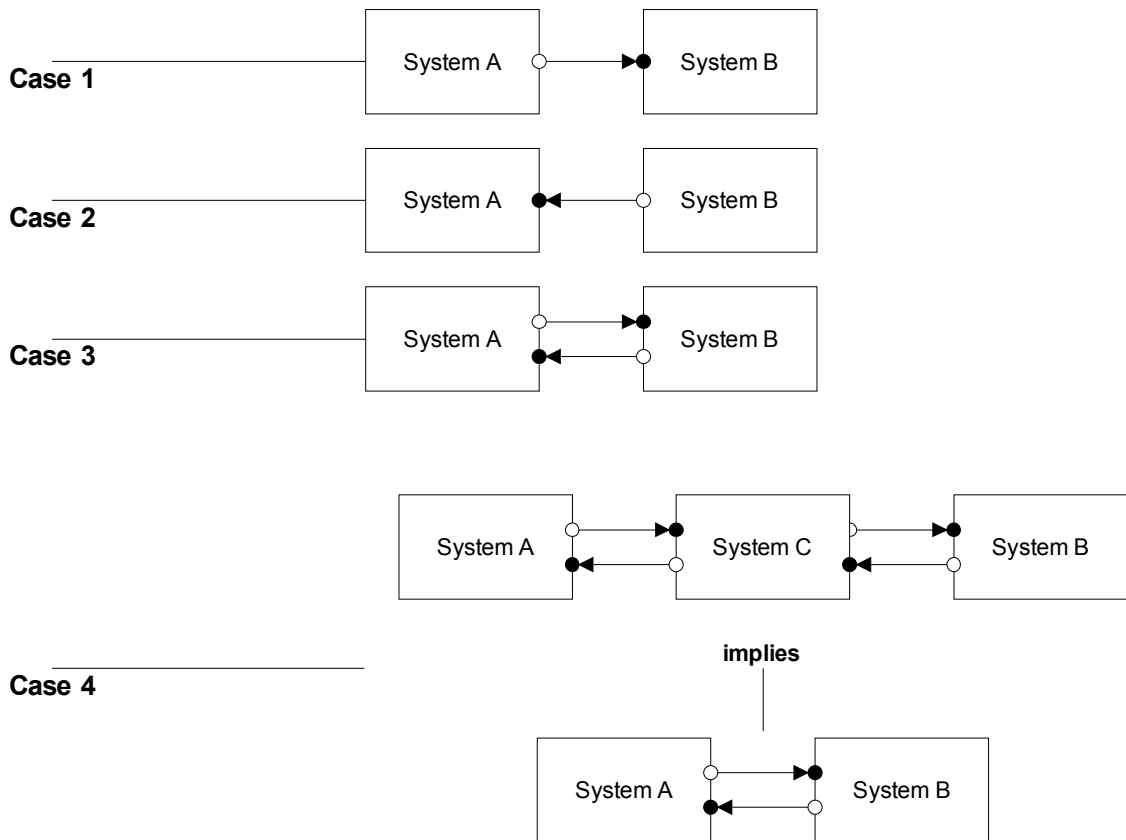 System A
System B
Case 1
System A
System B
Case 2
System A
System B
Case 3
System A
System C
System B
implies
Case 4
System A
System B